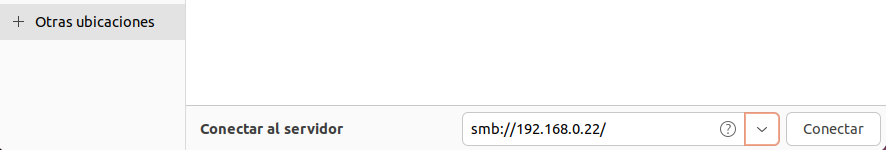 Otras ubicaciones
Conectar al servidor smb://192.168.0.22/ Conectar